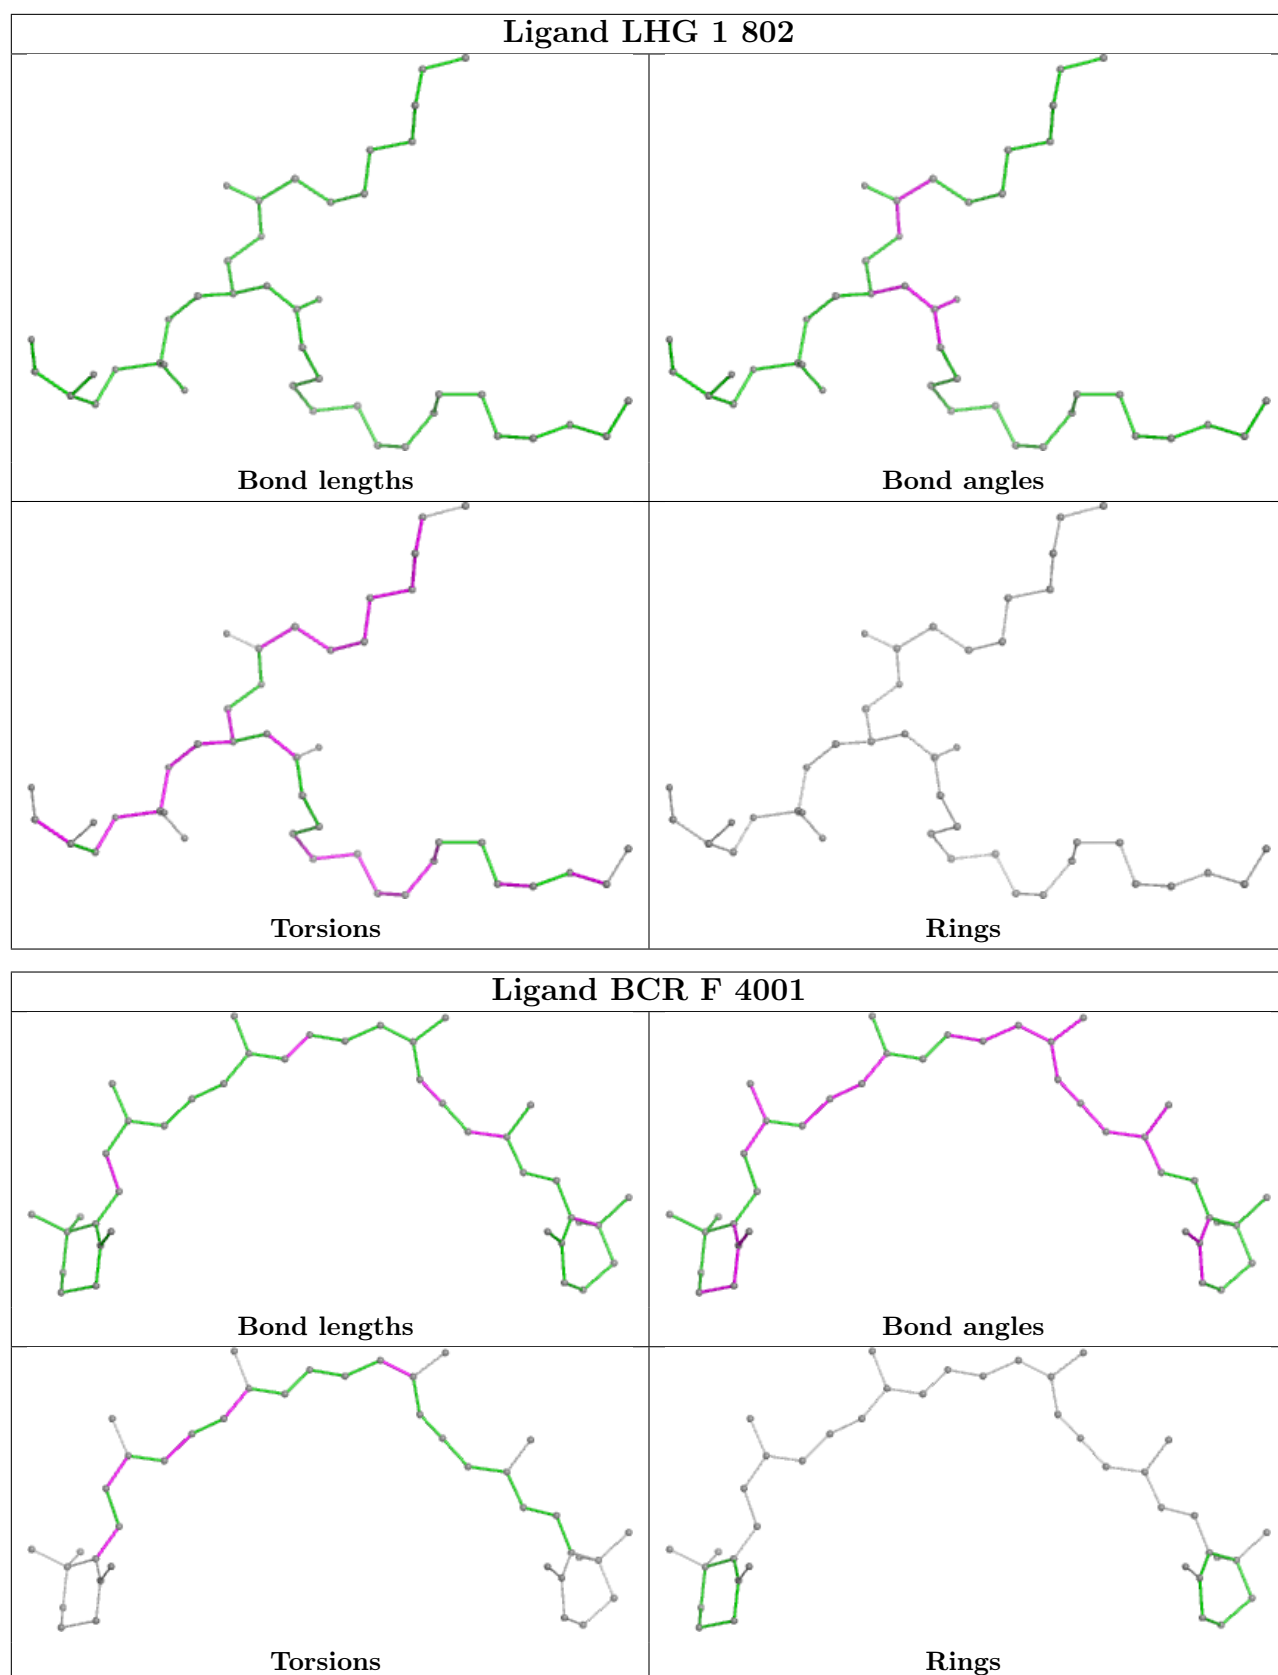 Ligand LHG 1 802
Bond lengths
Bond angles
Torsions
Rings
Ligand BCR F 4001
Bond lengths
Bond angles
Torsions
Rings